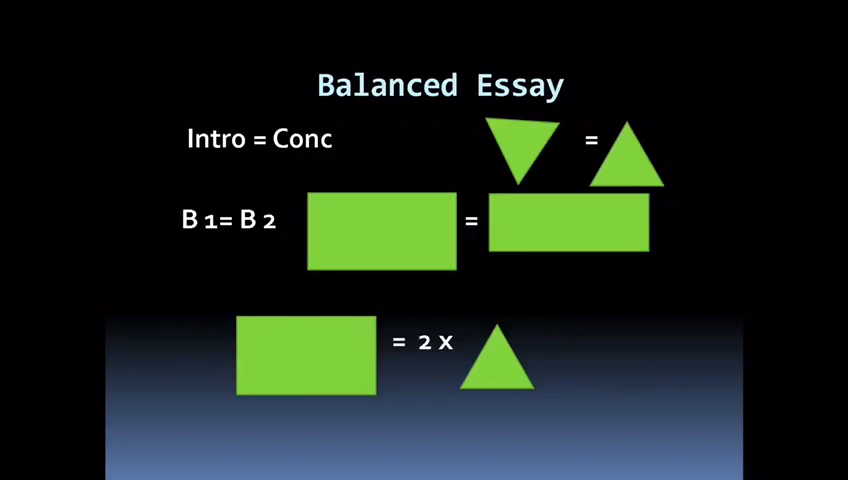 Balanced Essay
Intro = Conc
=
B 1= B 2
=
= 2 x